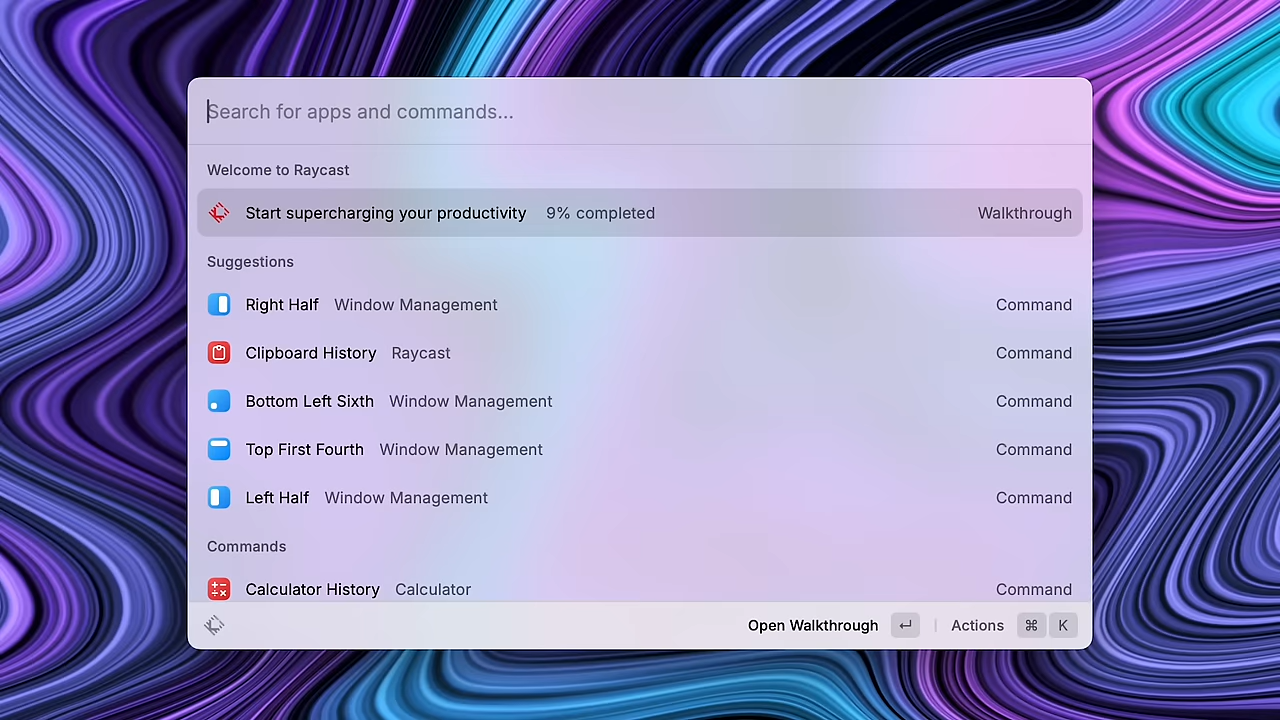 Search for apps and commands...
Welcome to Raycast
Start supercharging your productivity 9% completed Walkthrough
Suggestions
Right Half Window Management Command
Clipboard History Raycast Command
Bottom Left Sixth Window Management Command
Top First Fourth Window Management Command
Left Half Window Management Command
Commands
Calculator History Calculator Command
Open Walkthrough ↵ | Actions ⌘ K